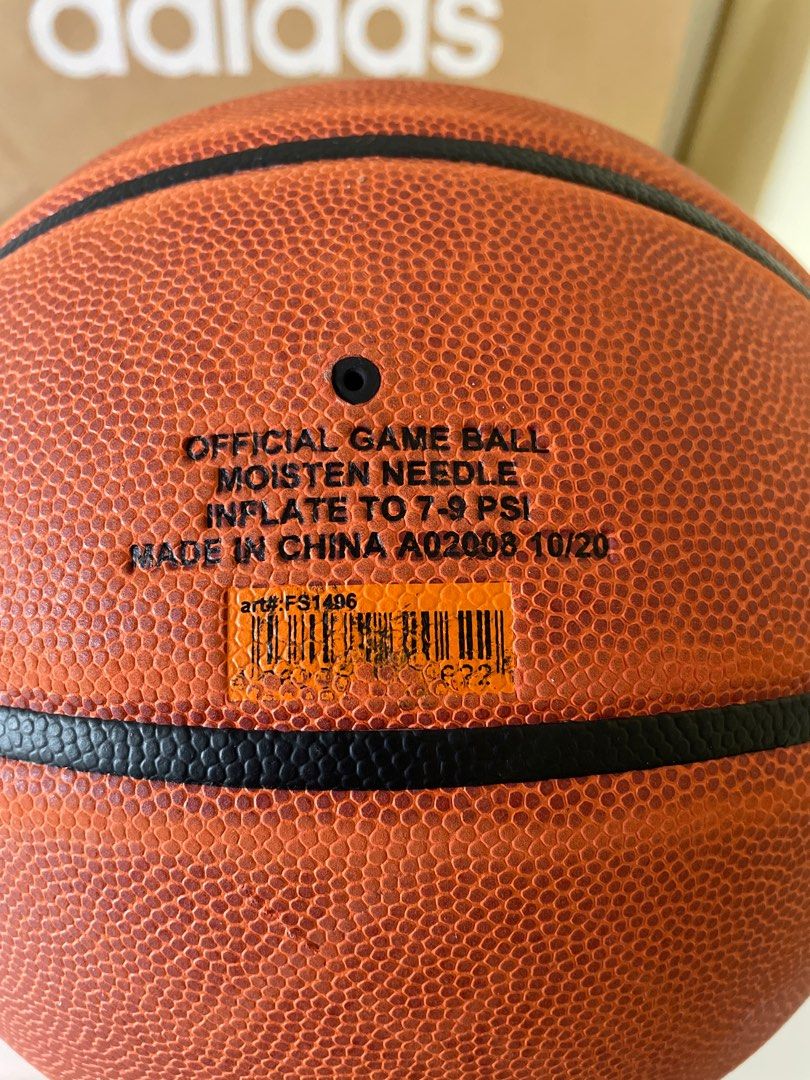 adidas
OFFICIAL GAME BALL
MOISTEN NEEDLE
INFLATE TO 7-9 PSI
MADE IN CHINA A02008 10/20
art#:FS1496